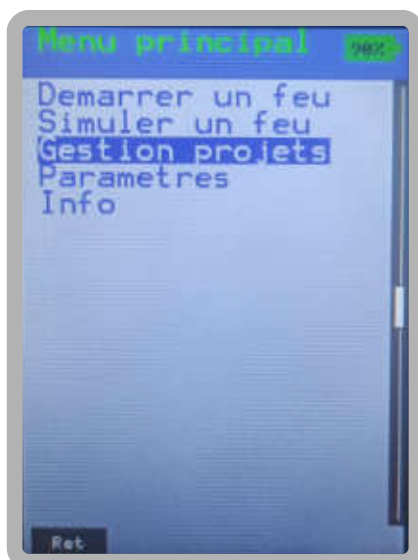 Menu principal 90%
Demarrer un feu
Simuler un feu
Gestion projets
Parametres
Info
Ret